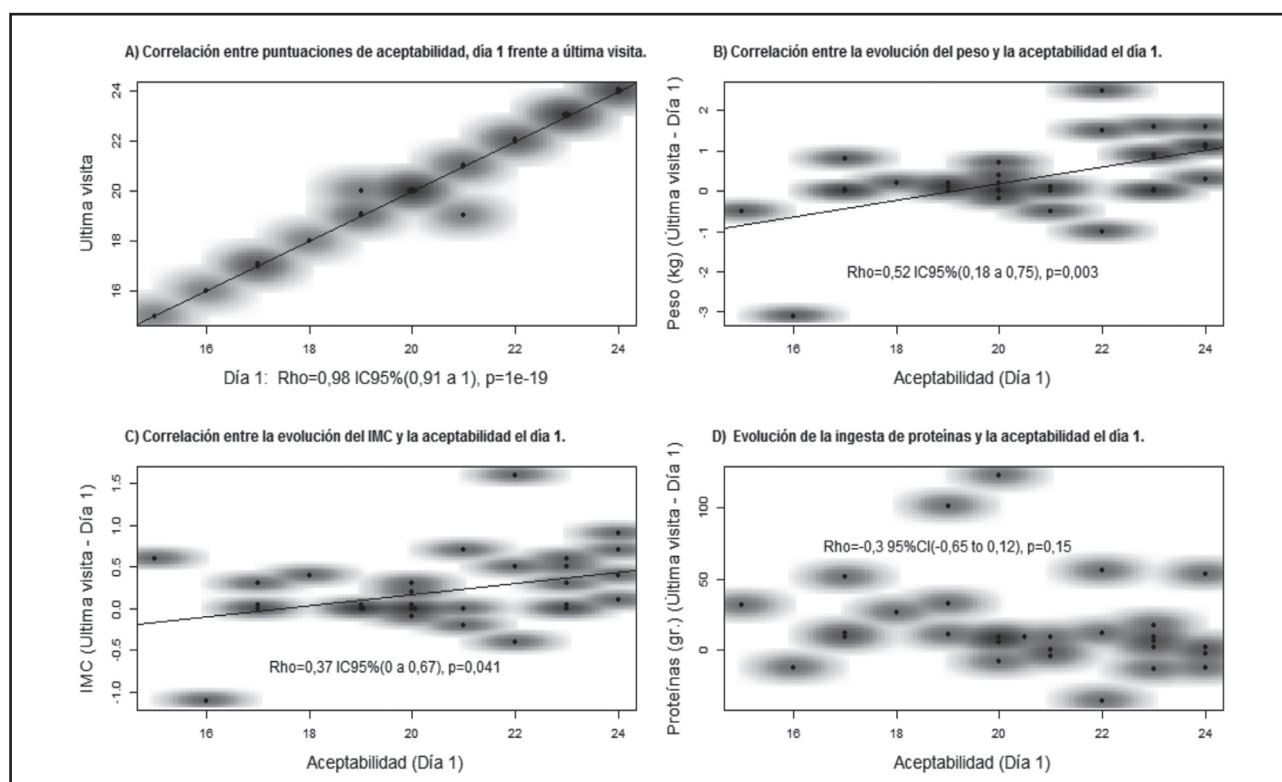 A) Correlación entre puntuaciones de aceptabilidad, día 1 frente a última visita.
Última visita
24
22
20
18
16
16
18
20
22
24
Día 1: Rho=0,98 IC95%(0,91 a 1), p=1e-19
B) Correlación entre la evolución del peso y la aceptabilidad el día 1.
Peso (kg) (Última visita - Día 1)
2
1
0
-1
-2
-3
Rho=0,52 IC95%(0,18 a 0,75), p=0,003
16
18
20
22
24
Aceptabilidad (Día 1)
C) Correlación entre la evolución del IMC y la aceptabilidad el día 1.
IMC (Última visita - Día 1)
1.5
1.0
0.5
0.0
-0.5
-1.0
Rho=0,37 IC95%(0 a 0,67), p=0,041
16
18
20
22
24
Aceptabilidad (Día 1)
D) Evolución de la ingesta de proteínas y la aceptabilidad el día 1.
Proteínas (gr.) (Última visita - Día 1)
100
50
0
Rho=-0,3 95%CI(-0,65 to 0,12), p=0,15
16
18
20
22
24
Aceptabilidad (Día 1)